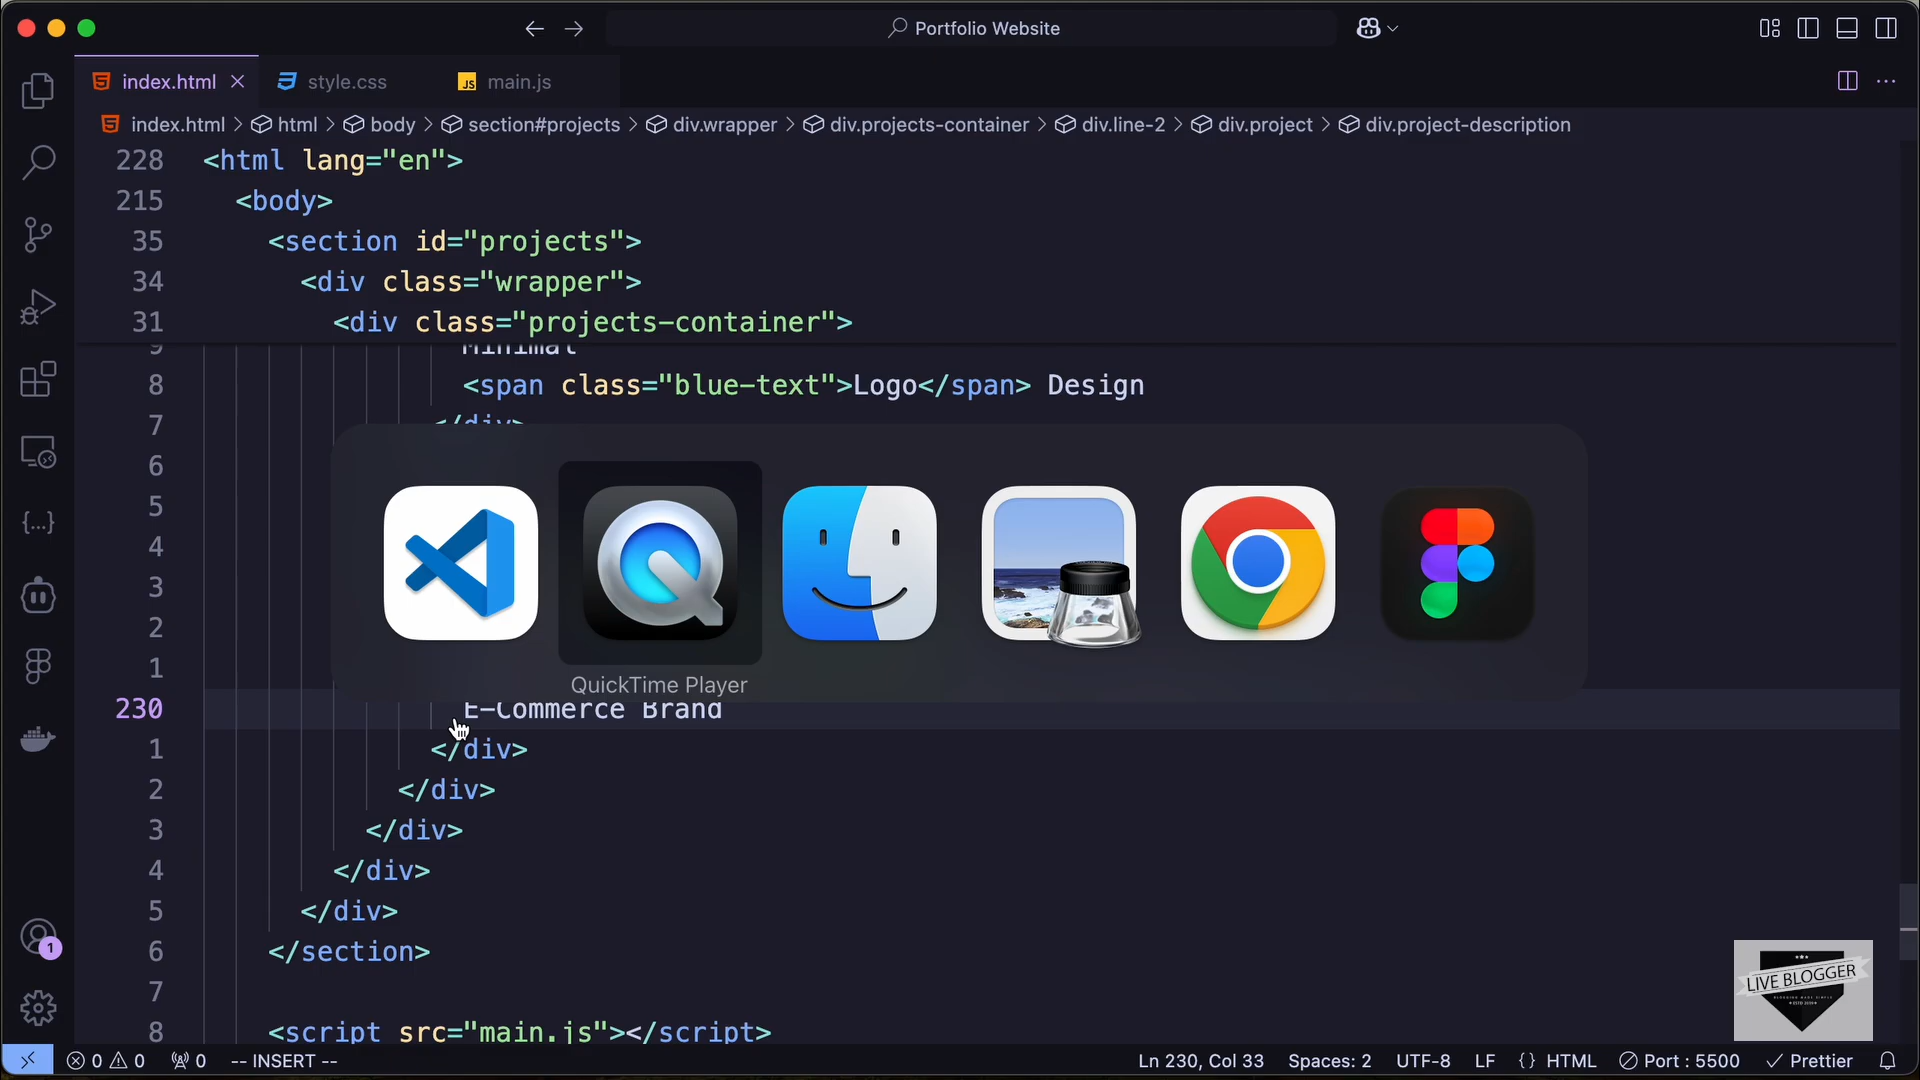 Portfolio Website
index.html
style.css
JS main.js
index.html > html > body > section#projects > div.wrapper > div.projects-container > div.line-2 > div.project > div.project-description
228 <html lang="en">
215 <body>
35 <section id="projects">
34 <div class="wrapper">
31 <div class="projects-container">
9 Minimal
8 <span class="blue-text">Logo</span> Design
7 </div>
6
5
4
3
2
1
QuickTime Player
230 E-Commerce Brand
1 </div>
2 </div>
3 </div>
4 </div>
5 </div>
6 </section>
7
8 <script src="main.js"></script>
1
LIVE BLOGGER
0 0 0 -- INSERT -- Ln 230, Col 33 Spaces: 2 UTF-8 LF {} HTML Port : 5500 Prettier